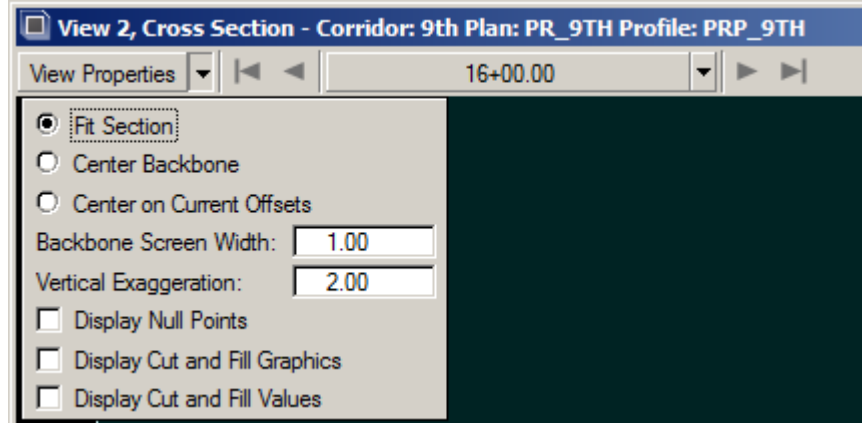 View 2, Cross Section - Corridor: 9th Plan: PR_9TH Profile: PRP_9TH
View Properties 16+00.00
Fit Section
Center Backbone
Center on Current Offsets
Backbone Screen Width: 1.00
Vertical Exaggeration: 2.00
Display Null Points
Display Cut and Fill Graphics
Display Cut and Fill Values